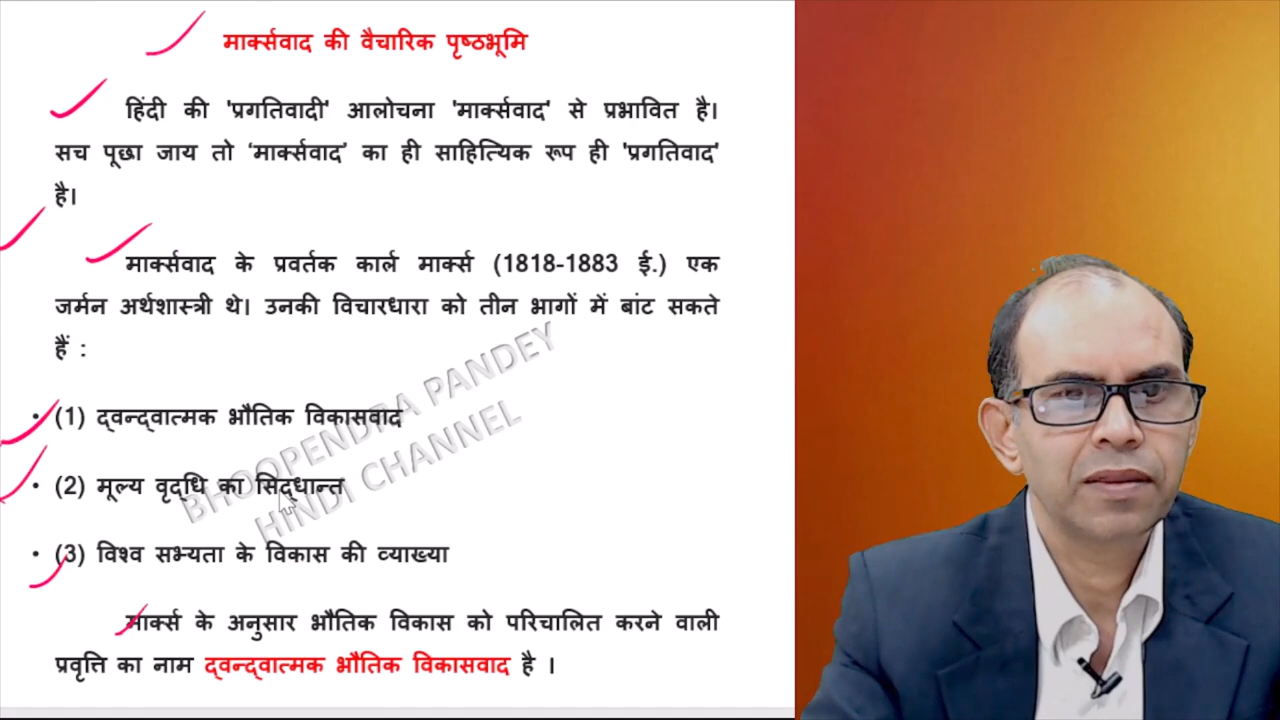 मार्क्सवाद की वैचारिक पृष्ठभूमि
हिंदी की 'प्रगतिवादी' आलोचना 'मार्क्सवाद' से प्रभावित है।
सच पूछा जाय तो ‘मार्क्सवाद’ का ही साहित्यिक रूप ही 'प्रगतिवाद'
है।
मार्क्सवाद के प्रवर्तक कार्ल मार्क्स (1818-1883 ई.) एक
जर्मन अर्थशास्त्री थे। उनकी विचारधारा को तीन भागों में बांट सकते
हैं :
• (1) द्वन्द्वात्मक भौतिक विकासवाद
• (2) मूल्य वृद्धि का सिद्धान्त
• (3) विश्व सभ्यता के विकास की व्याख्या
मार्क्स के अनुसार भौतिक विकास को परिचालित करने वाली
प्रवृत्ति का नाम द्वन्द्वात्मक भौतिक विकासवाद है ।
BHOOPENDRA PANDEY
HINDI CHANNEL